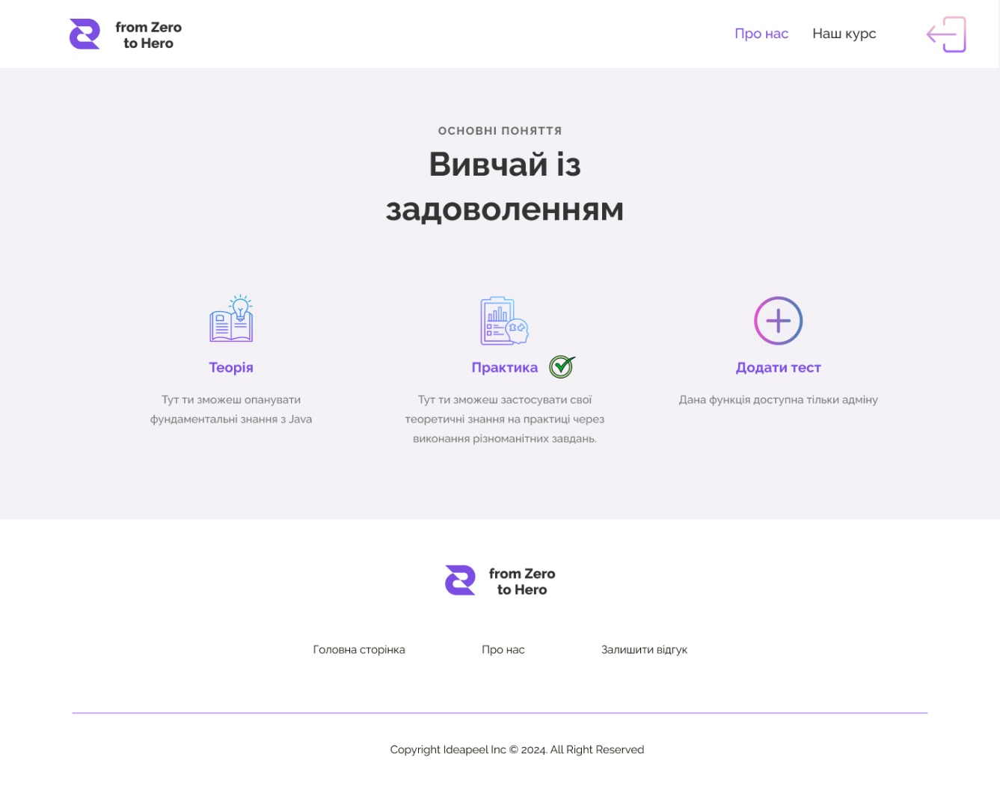 from Zero
to Hero
Про нас
Наш курс
ОСНОВНІ ПОНЯТТЯ
Вивчай із
задоволенням
Теорія
Тут ти зможеш опанувати
фундаментальні знання з Java
Практика
Тут ти зможеш застосувати свої
теоретичні знання на практиці через
виконання різноманітних завдань.
Додати тест
Дана функція доступна тільки адміну
from Zero
to Hero
Головна сторінка
Про нас
Залишити відгук
Copyright Ideapeel Inc © 2024. All Right Reserved